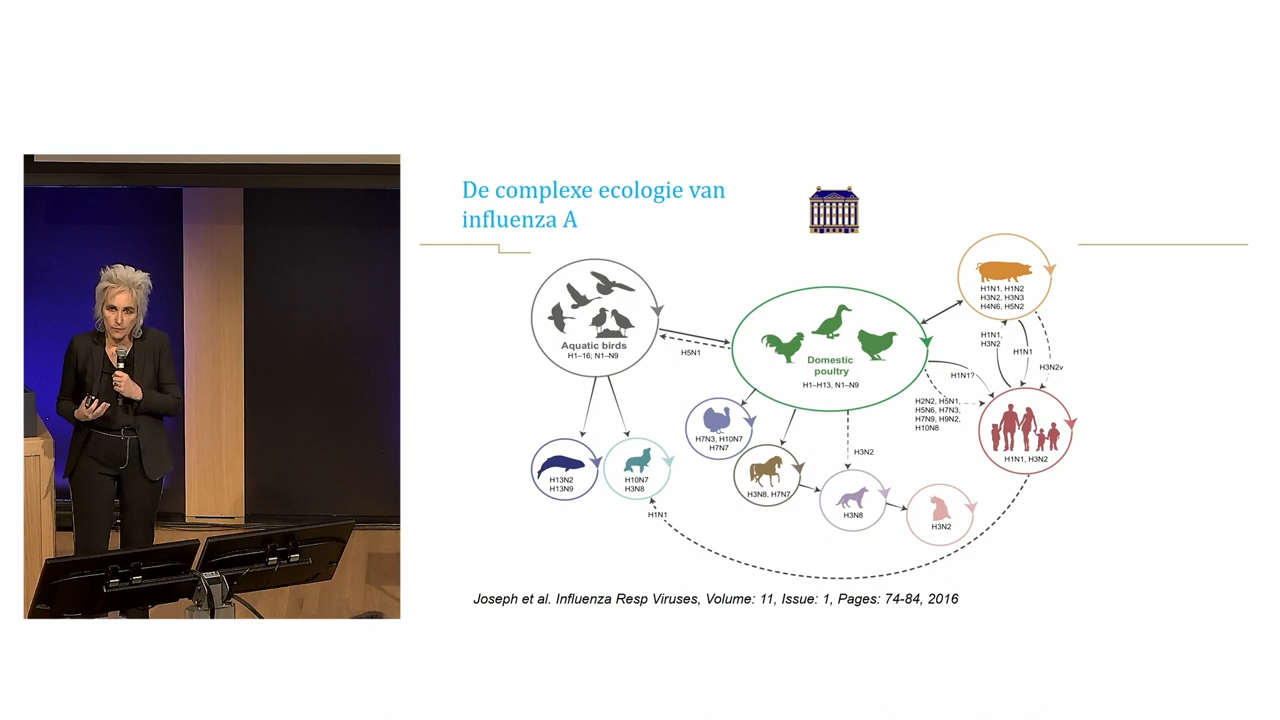 De complexe ecologie van
influenza A
Aquatic birds
H1–16; N1–N9
H5N1
Domestic
poultry
H1–H13, N1–N9
H1N1, H1N2
H3N2, H3N3
H4N6, H5N2
H1N1,
H3N2
H1N1
H3N2v
H1N1?
H2N2, H5N1,
H5N6, H7N3,
H7N9, H9N2,
H10N8
H1N1, H3N2
H7N3, H10N7
H7N7
H3N8, H7N7
H3N2
H3N8
H3N2
H13N2
H13N9
H10N7
H3N8
H1N1
Joseph et al. Influenza Resp Viruses, Volume: 11, Issue: 1, Pages: 74-84, 2016